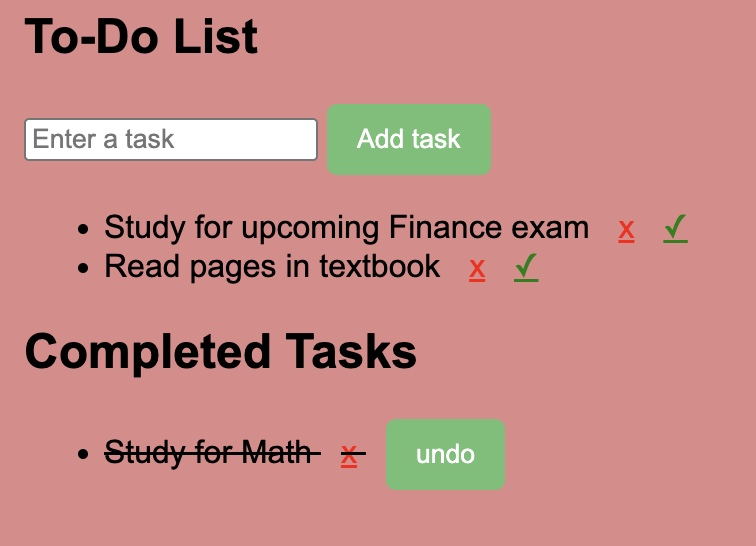 To-Do List
Enter a task Add task
• Study for upcoming Finance exam x ✓
• Read pages in textbook x ✓
Completed Tasks
• Study for Math x undo